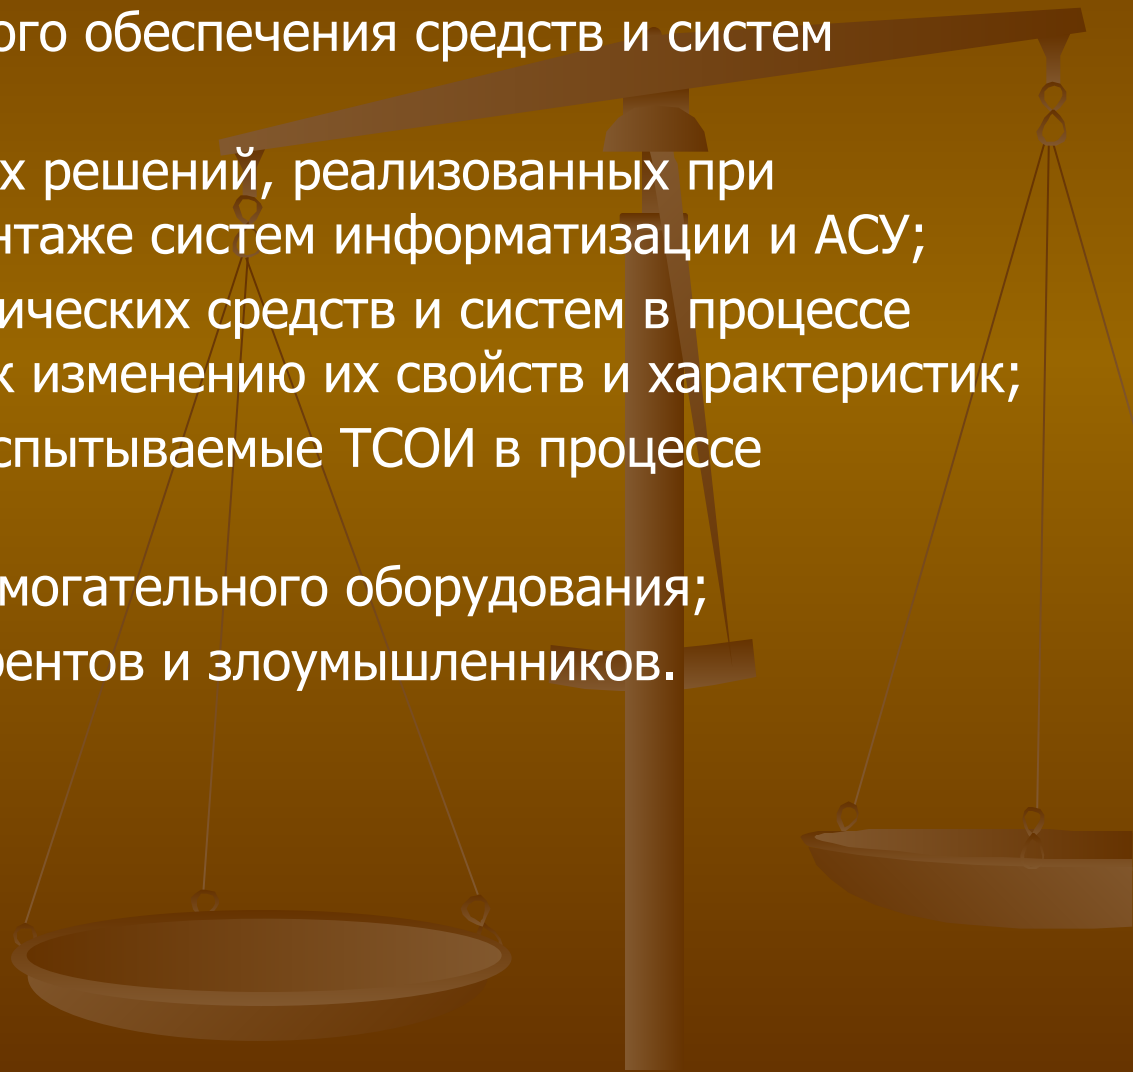 ого обеспечения средств и систем
х решений, реализованных при
нтаже систем информатизации и АСУ;
ических средств и систем в процессе
к изменению их свойств и характеристик;
спытываемые ТСОИ в процессе
могательного оборудования;
рентов и злоумышленников.